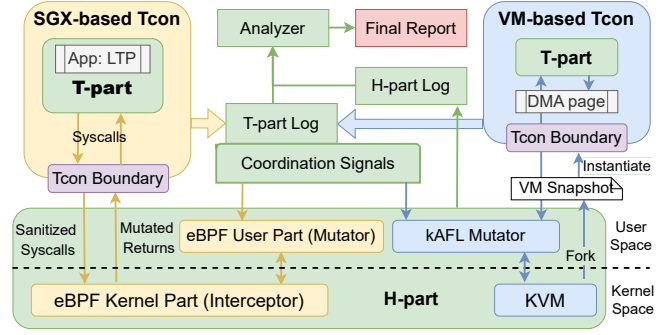 SGX-based Tcon
App: LTP
T-part
Syscalls
Tcon Boundary
Analyzer
Final Report
H-part Log
T-part Log
Coordination Signals
VM-based Tcon
T-part
DMA page
Tcon Boundary
Instantiate
VM Snapshot
Sanitized
Syscalls
Mutated
Returns
eBPF User Part (Mutator)
kAFL Mutator
Fork
User
Space
eBPF Kernel Part (Interceptor)
H-part
KVM
Kernel
Space